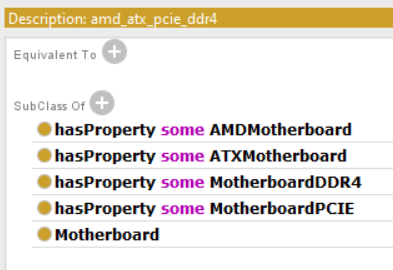 Description: amd_atx_pcie_ddr4
Equivalent To
SubClass Of
hasProperty some AMDMotherboard
hasProperty some ATXMotherboard
hasProperty some MotherboardDDR4
hasProperty some MotherboardPCIE
Motherboard